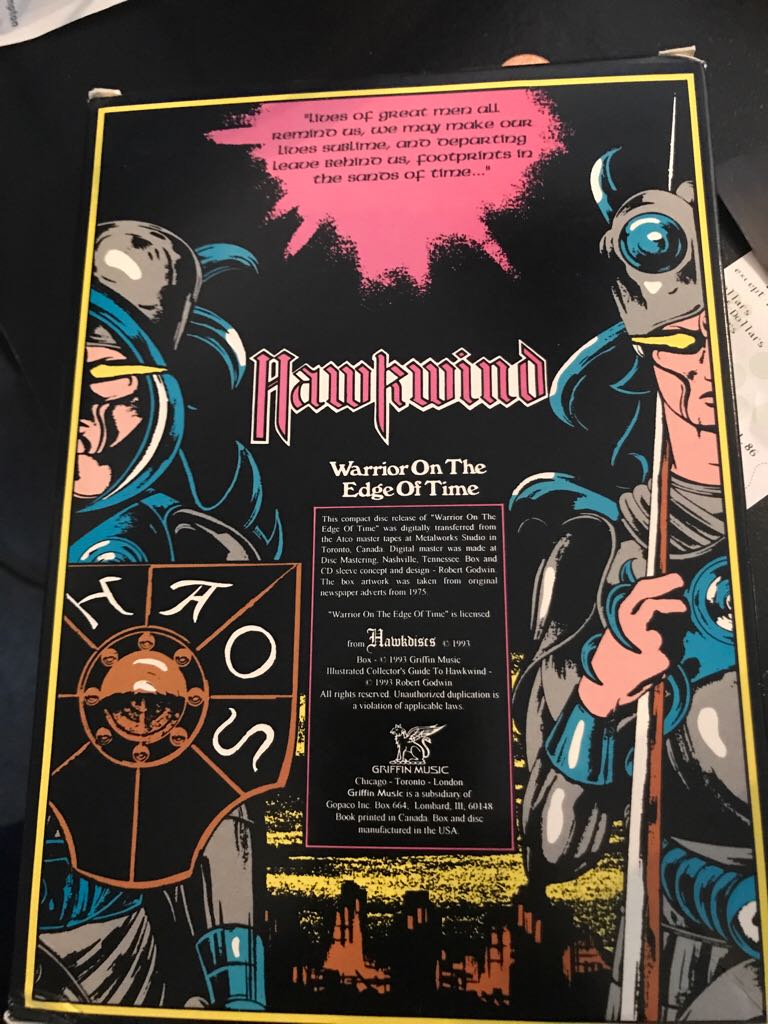 "Lives of great men all
remind us, we may make our
lives sublime, and departing
leave behind us, footprints in
the sands of time..."
Hawkwind
Warrior On The
Edge Of Time
This compact disc release of "Warrior On The
Edge Of Time" was digitally transferred from
the Atco master tapes at Metalworks Studio in
Toronto, Canada. Digital master was made at
Disc Mastering, Nashville, Tennessee. Box and
CD sleeve concept and design - Robert Godwin.
The box artwork was taken from original
newspaper adverts from 1975.
"Warrior On The Edge Of Time" is licensed
from Hawkdiscs © 1993
Box - © 1993 Griffin Music
Illustrated Collector's Guide To Hawkwind -
© 1993 Robert Godwin
All rights reserved. Unauthorized duplication is
a violation of applicable laws.
GRIFFIN MUSIC
Chicago - Toronto - London
Griffin Music is a subsidiary of
Gopaco Inc. Box 664, Lombard, Ill, 60148
Book printed in Canada. Box and disc
manufactured in the USA.
KAOS
except
Dollars
86